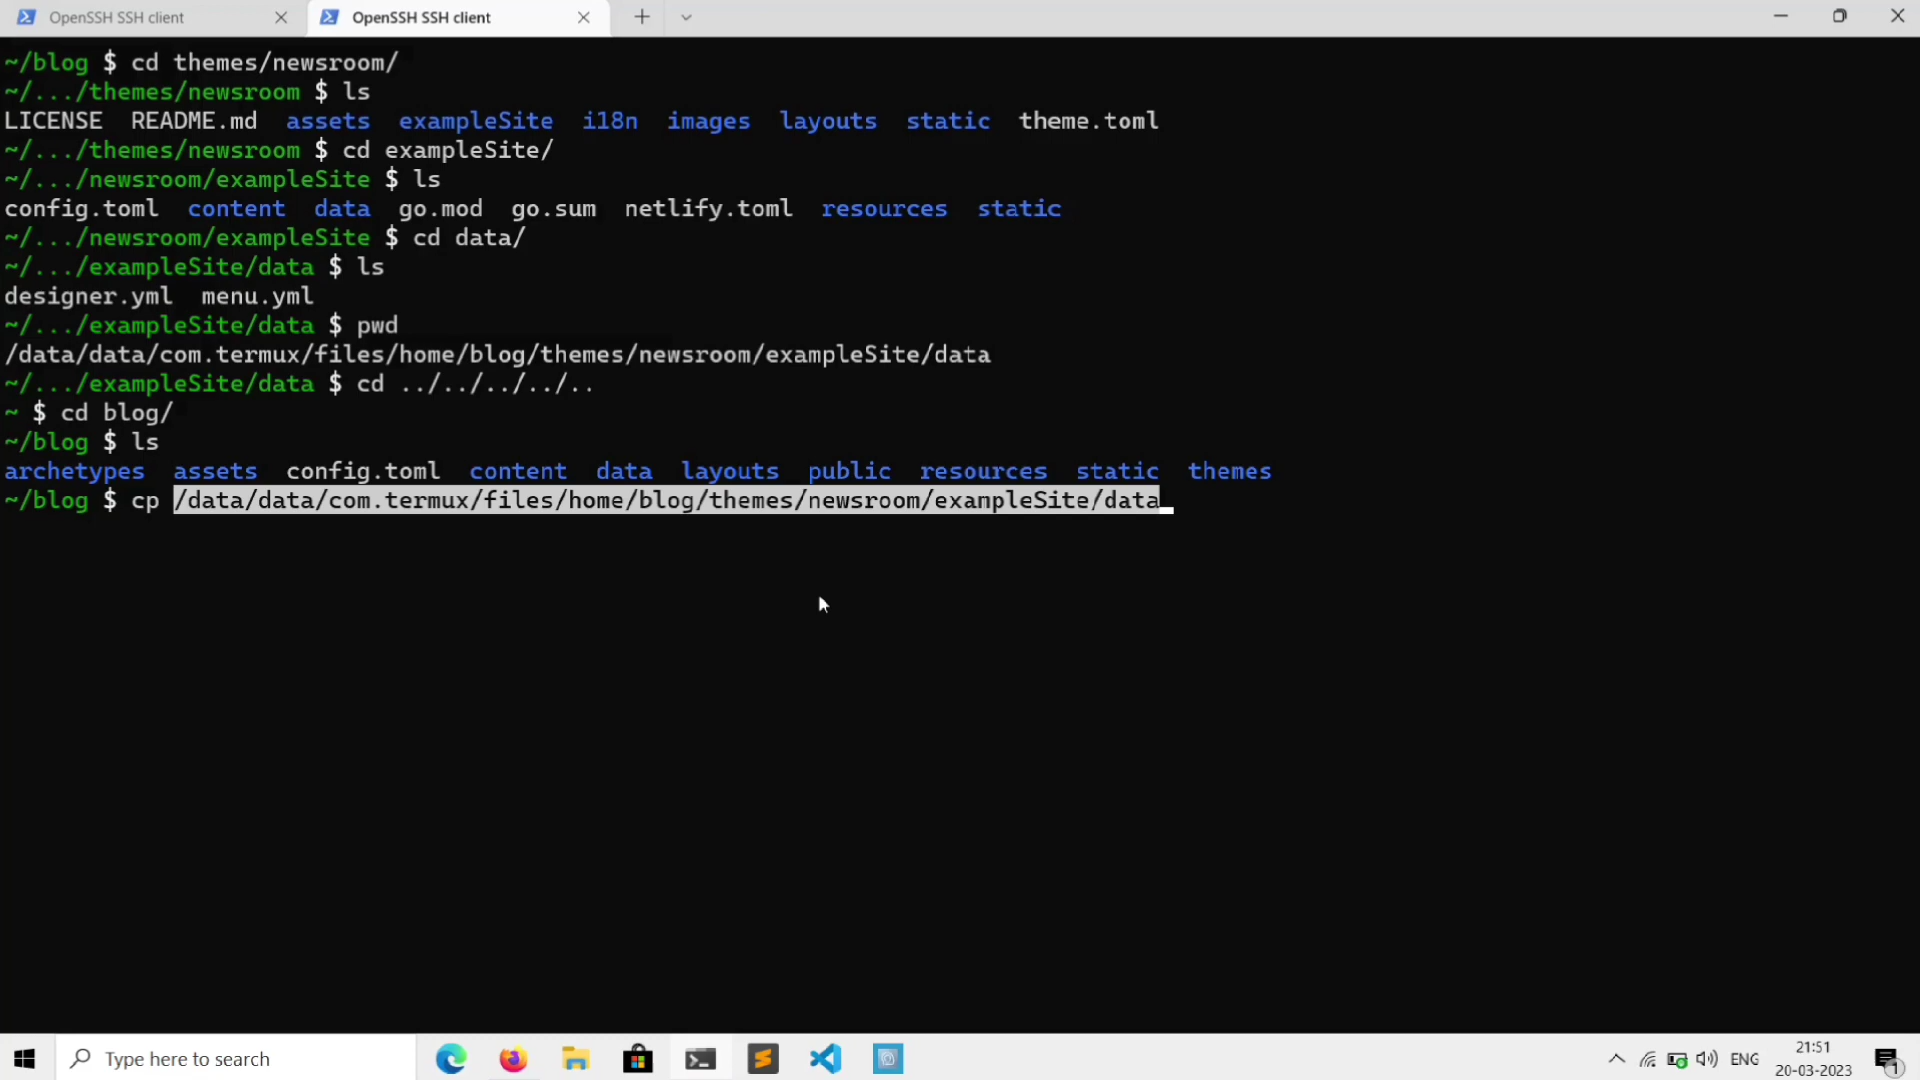 OpenSSH SSH client
OpenSSH SSH client
~/blog $ cd themes/newsroom/
~/.../themes/newsroom $ ls
LICENSE README.md assets exampleSite i18n images layouts static theme.toml
~/.../themes/newsroom $ cd exampleSite/
~/.../newsroom/exampleSite $ ls
config.toml content data go.mod go.sum netlify.toml resources static
~/.../newsroom/exampleSite $ cd data/
~/.../exampleSite/data $ ls
designer.yml menu.yml
~/.../exampleSite/data $ pwd
/data/data/com.termux/files/home/blog/themes/newsroom/exampleSite/data
~/.../exampleSite/data $ cd ../../../../..
~ $ cd blog/
~/blog $ ls
archetypes assets config.toml content data layouts public resources static themes
~/blog $ cp /data/data/com.termux/files/home/blog/themes/newsroom/exampleSite/data
Type here to search
ENG
21:51
20-03-2023
1